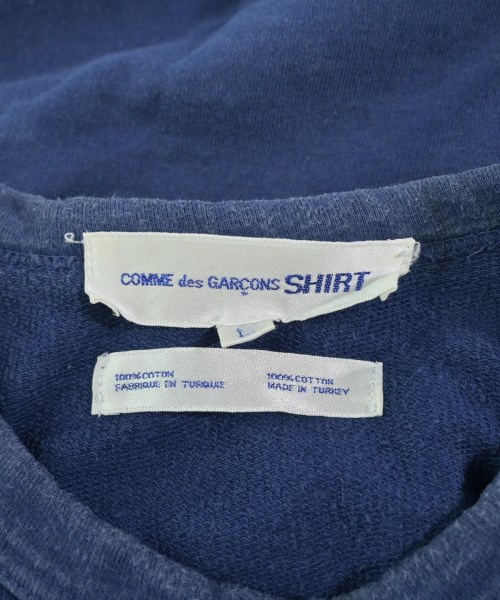 COMME des GARÇONS SHIRT
L
100% COTTON
FABRIQUE EN TURQUIE
100% COTTON
MADE IN TURKEY